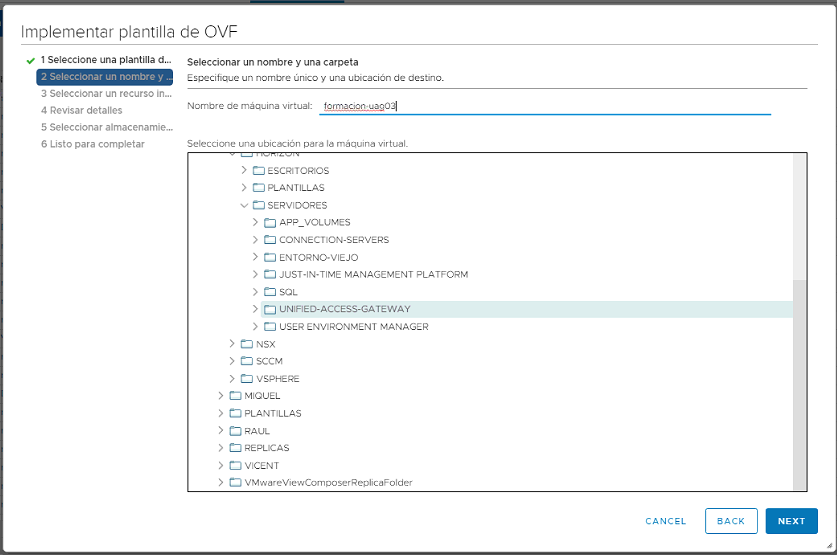 Implementar plantilla de OVF
1 Seleccione una plantilla d...
2 Seleccionar un nombre y ...
3 Seleccionar un recurso in...
4 Revisar detalles
5 Seleccionar almacenamie...
6 Listo para completar
Seleccionar un nombre y una carpeta
Especifique un nombre único y una ubicación de destino.
Nombre de máquina virtual: formacion-uag03
Seleccione una ubicación para la máquina virtual.
HORIZON
ESCRITORIOS
PLANTILLAS
SERVIDORES
APP_VOLUMES
CONNECTION-SERVERS
ENTORNO-VIEJO
JUST-IN-TIME MANAGEMENT PLATFORM
SQL
UNIFIED-ACCESS-GATEWAY
USER ENVIRONMENT MANAGER
NSX
SCCM
VSPHERE
MIQUEL
PLANTILLAS
RAUL
REPLICAS
VICENT
VMwareViewComposerReplicaFolder
CANCEL BACK NEXT